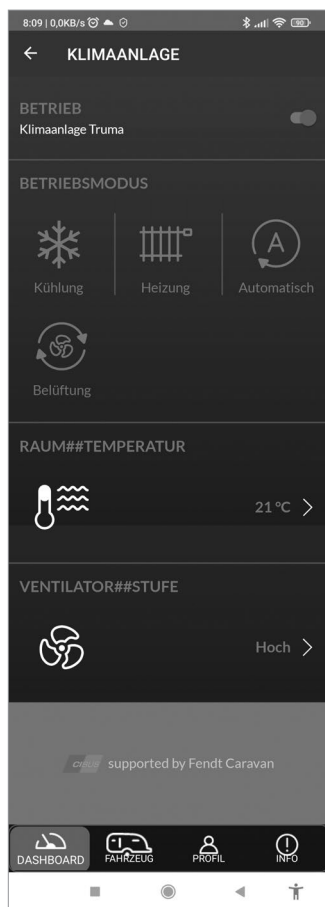 8:09 | 0,0KB/s
90
KLIMAANLAGE
BETRIEB
Klimaanlage Truma
BETRIEBSMODUS
Kühlung
Heizung
A
Automatisch
Belüftung
RAUM##TEMPERATUR
21 °C
VENTILATOR##STUFE
Hoch
supported by Fendt Caravan
DASHBOARD
FAHRZEUG
PROFIL
INFO